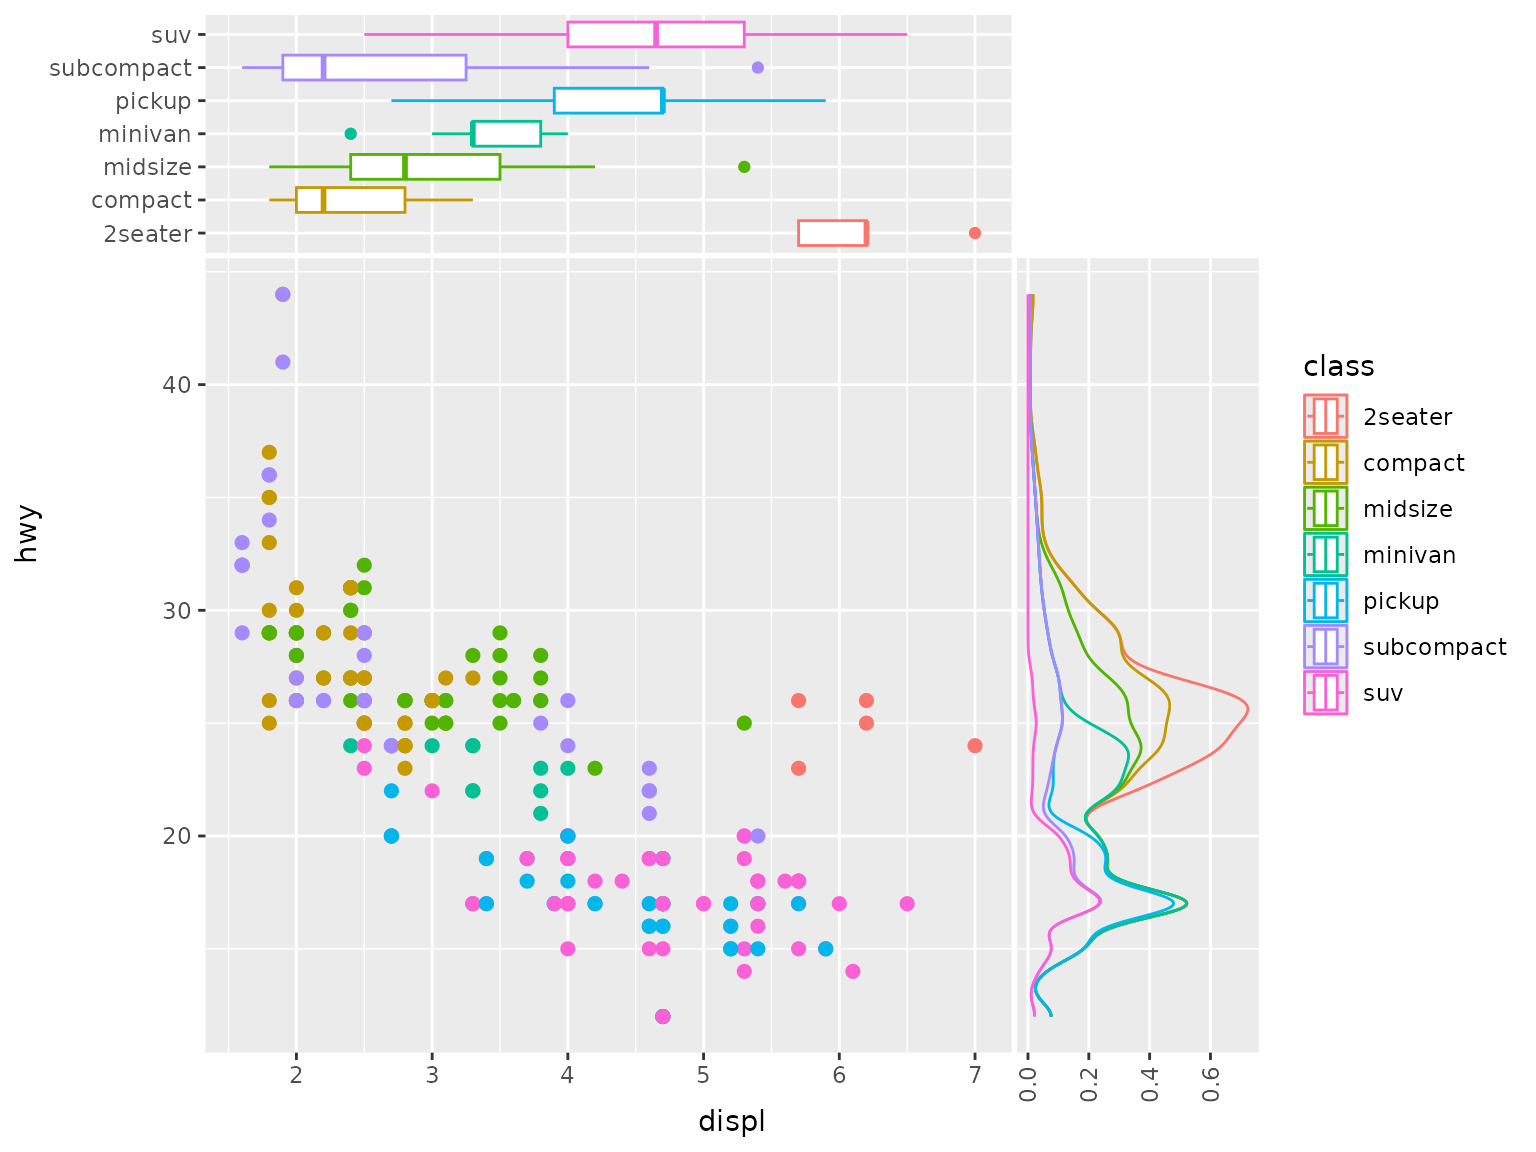 suv
subcompact
pickup
minivan
midsize
compact
2seater
hwy
40
30
20
2 3 4 5 6 7
displ
0.0 0.2 0.4 0.6
class
2seater
compact
midsize
minivan
pickup
subcompact
suv